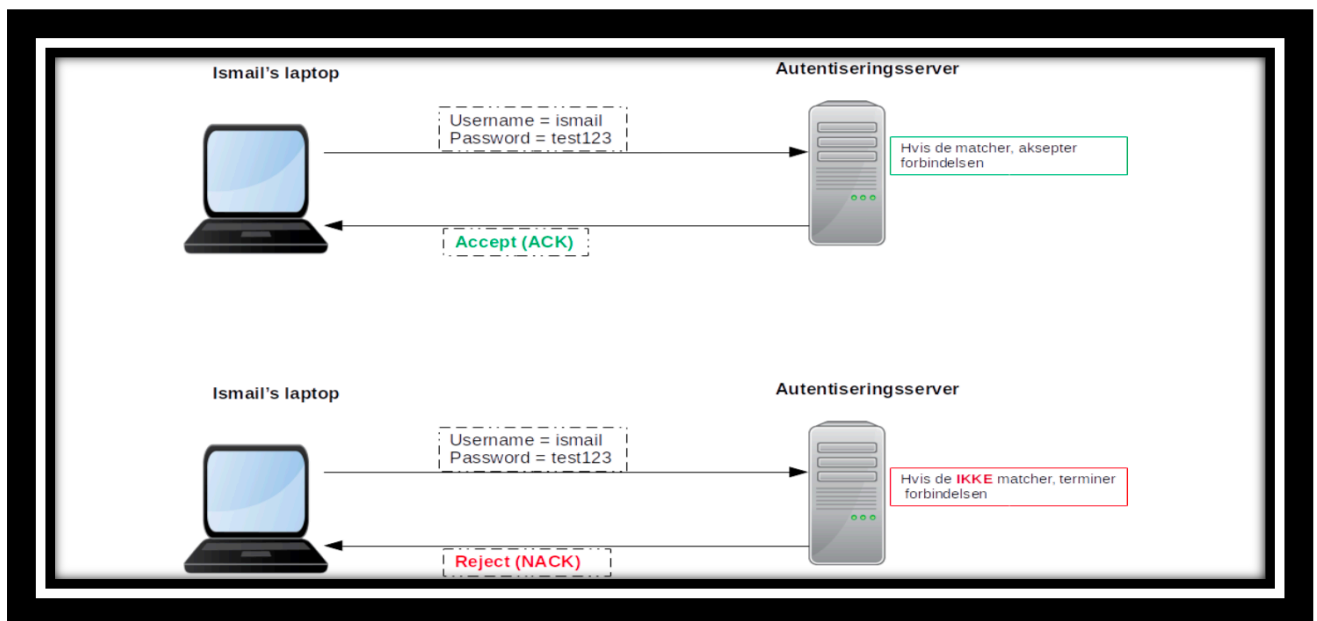 Ismail's laptop
Autentiseringsserver
Username = ismail
Password = test123
Hvis de matcher, aksepter
forbindelsen
Accept (ACK)
Ismail's laptop
Autentiseringsserver
Username = ismail
Password = test123
Hvis de IKKE matcher, terminer
forbindelsen
Reject (NACK)